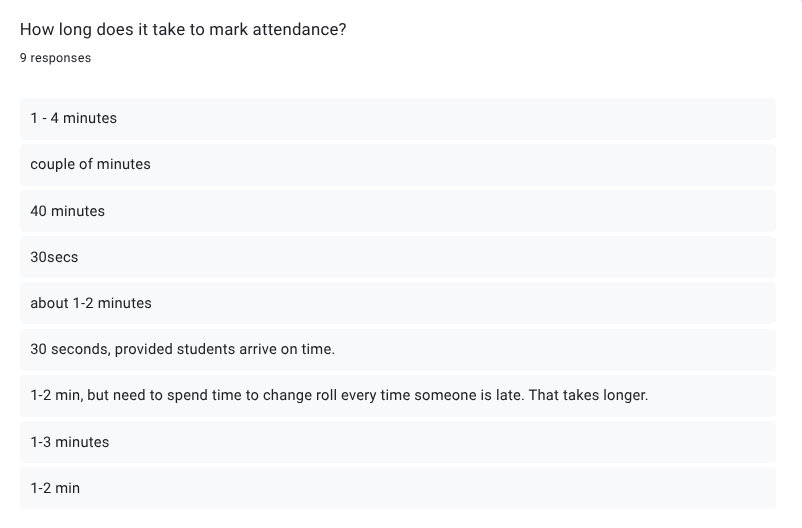 How long does it take to mark attendance?
9 responses
1 - 4 minutes
couple of minutes
40 minutes
30secs
about 1-2 minutes
30 seconds, provided students arrive on time.
1-2 min, but need to spend time to change roll every time someone is late. That takes longer.
1-3 minutes
1-2 min